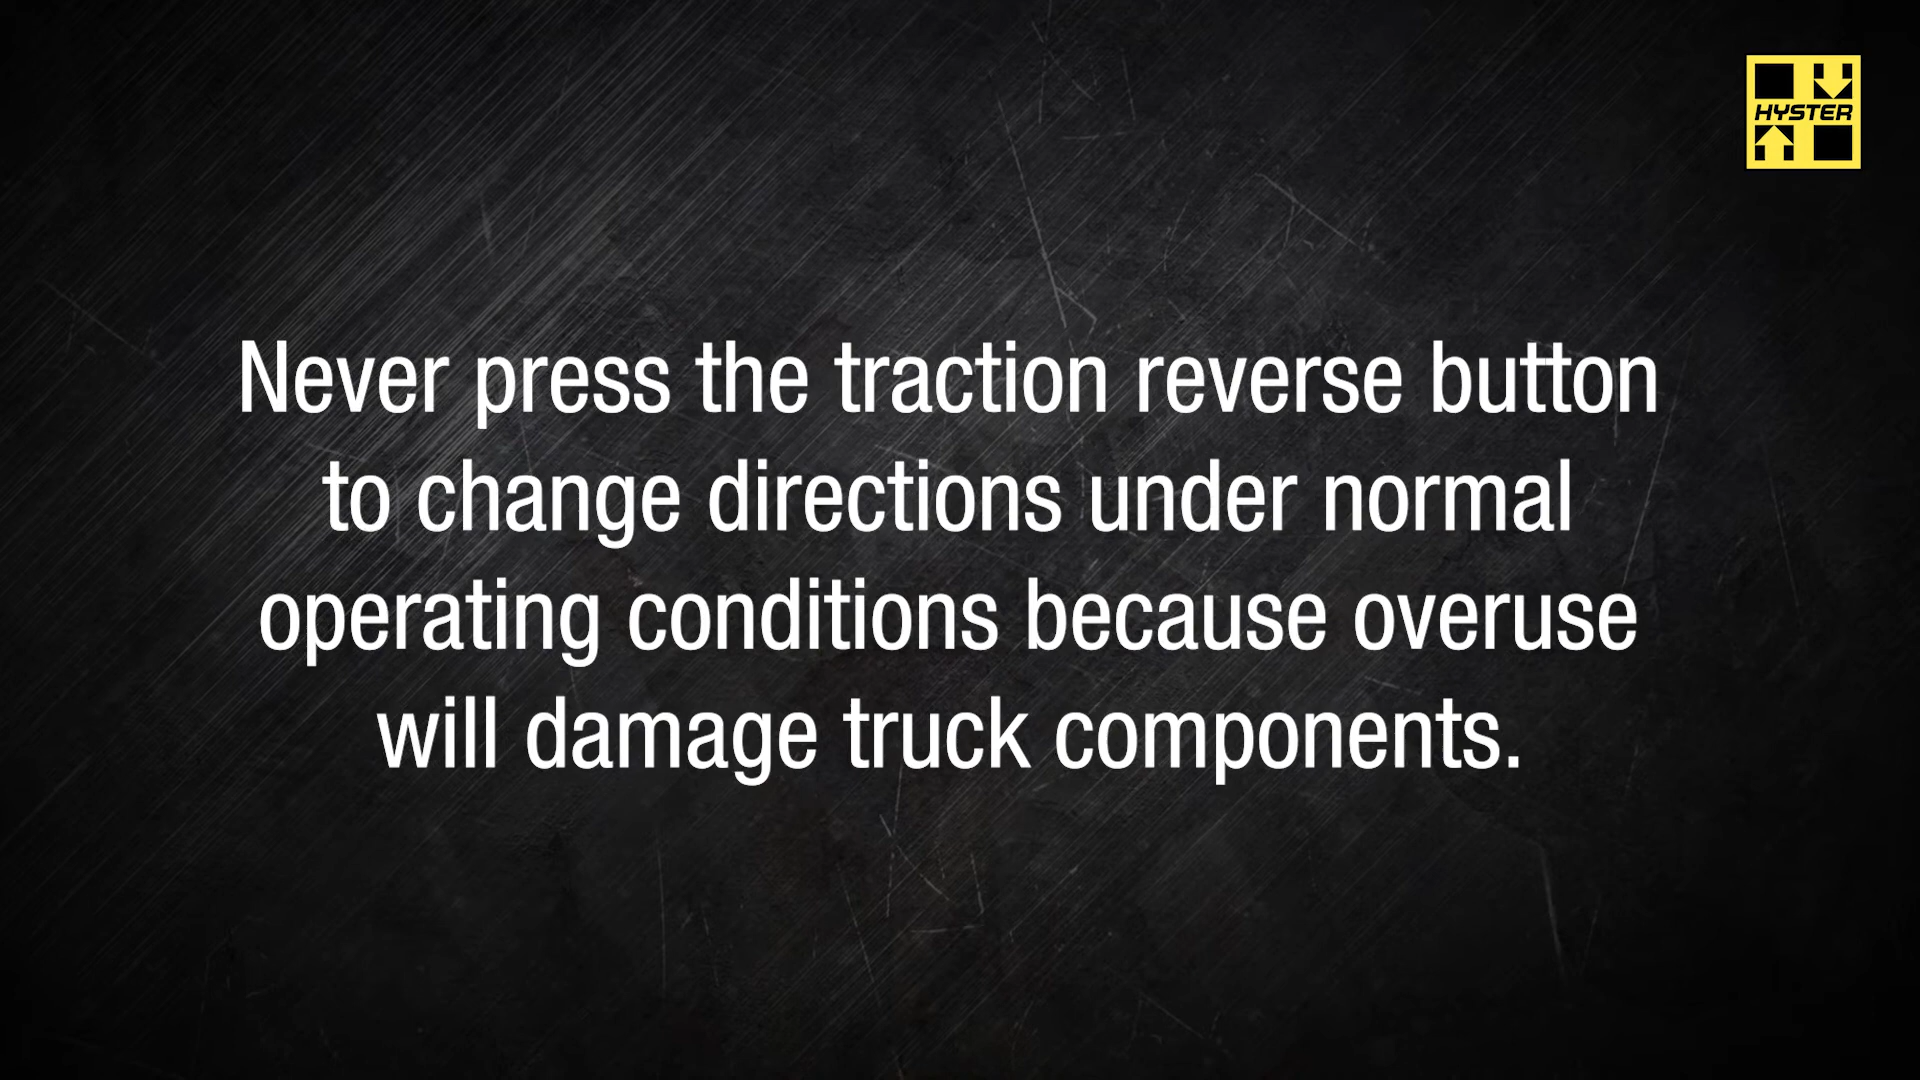 HYSTER
Never press the traction reverse button
to change directions under normal
operating conditions because overuse
will damage truck components.